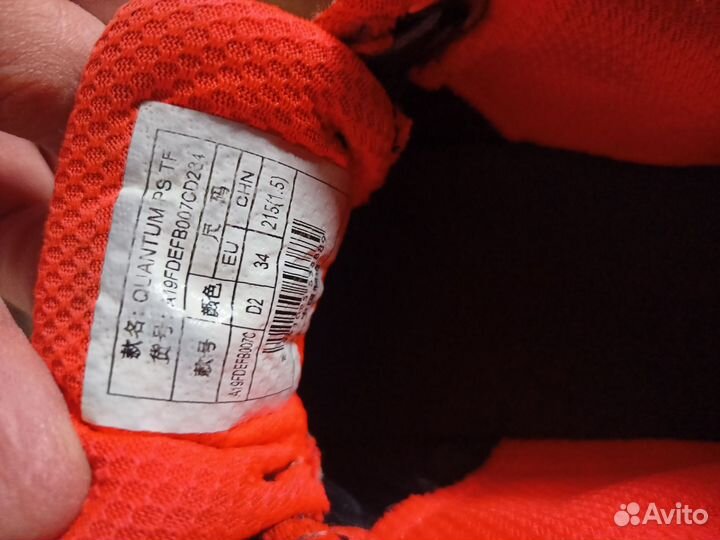 款名: QUANTUM PS TF
货号: A19FDEFB007CD234
款号 颜色 尺 码
EU CHN
A19FDEFB007C D2 34 215(1.5)
Avito